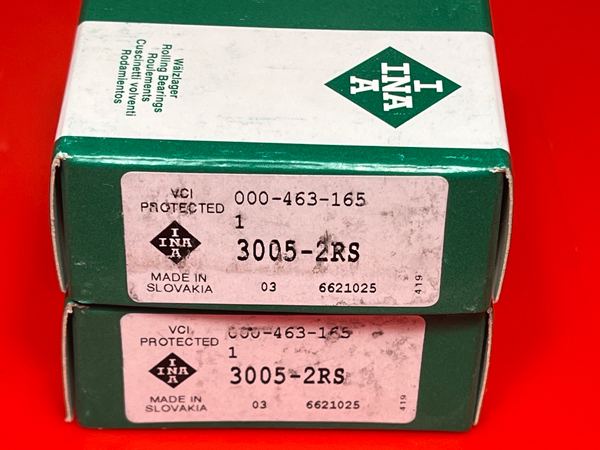 Wälzlager
Rolling Bearings
Roulements
Cuscinetti volventi
Rodamientos
I
INA
A
VCI
PROTECTED
000-463-165
1
I
INA
A
3005-2RS
MADE IN
SLOVAKIA
03 6621025
419
VCI
PROTECTED
000-463-165
1
I
INA
A
3005-2RS
MADE IN
SLOVAKIA
03 6621025
419